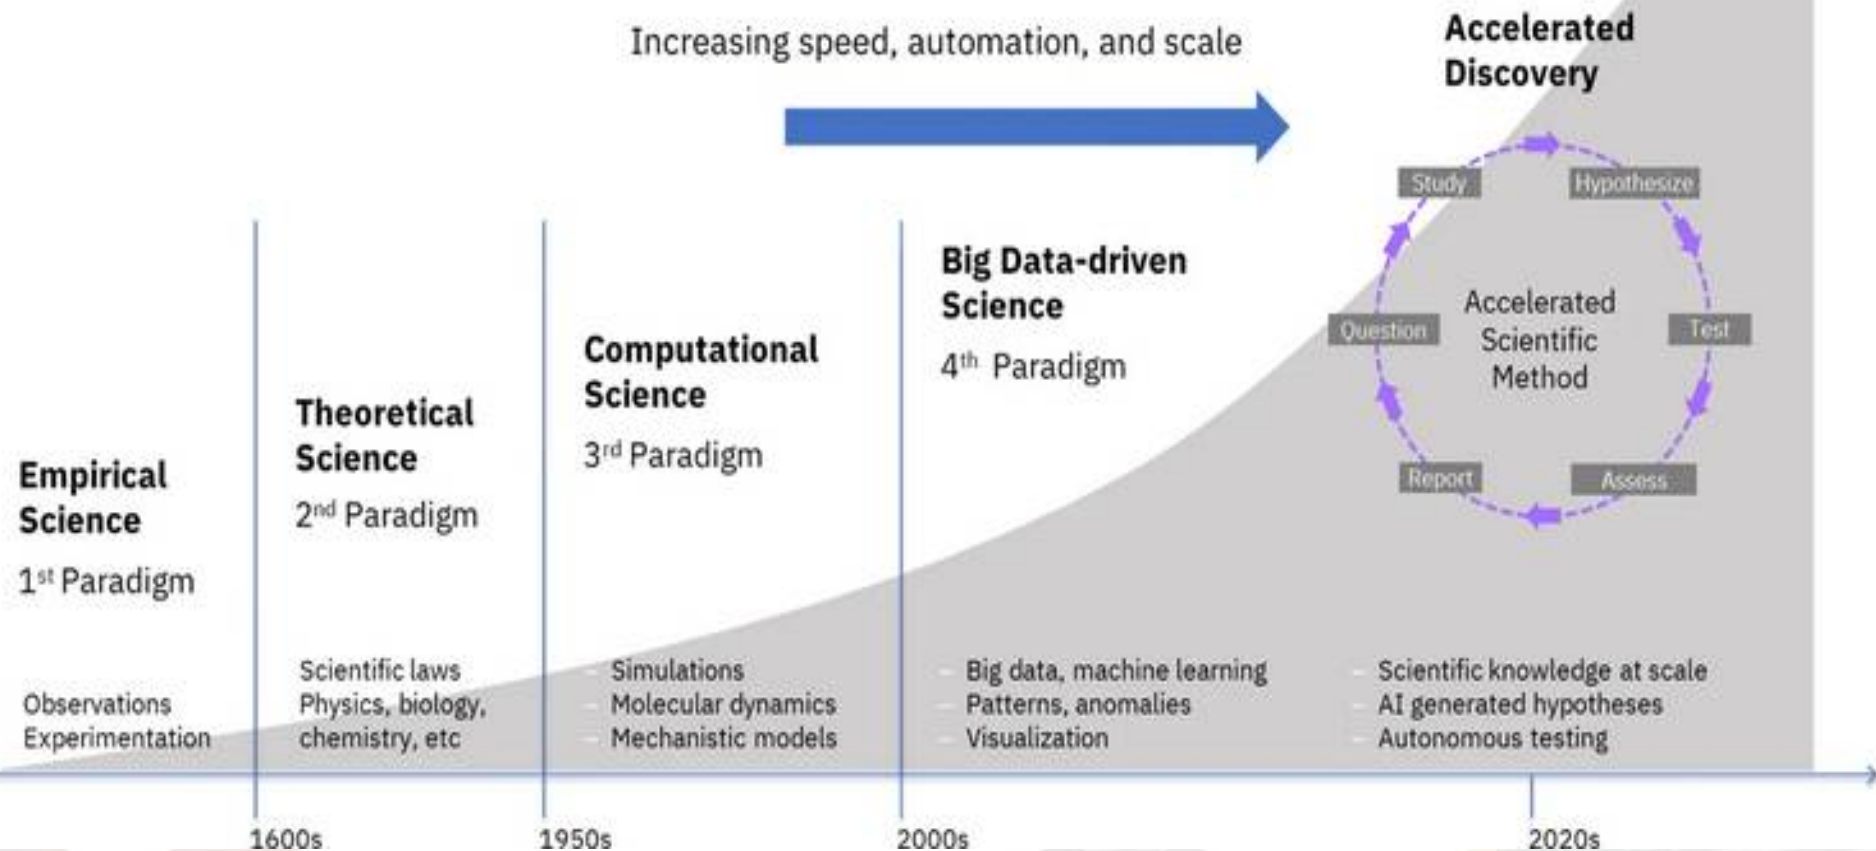 Increasing speed, automation, and scale
Accelerated
Discovery
Study
Hypothesize
Question
Accelerated
Scientific
Method
Test
Report
Assess
Big Data-driven
Science
4th Paradigm
Computational
Science
3rd Paradigm
Theoretical
Science
2nd Paradigm
Empirical
Science
1st Paradigm
Observations
Experimentation
Scientific laws
Physics, biology,
chemistry, etc
– Simulations
– Molecular dynamics
– Mechanistic models
– Big data, machine learning
– Patterns, anomalies
– Visualization
– Scientific knowledge at scale
– AI generated hypotheses
– Autonomous testing
1600s
1950s
2000s
2020s